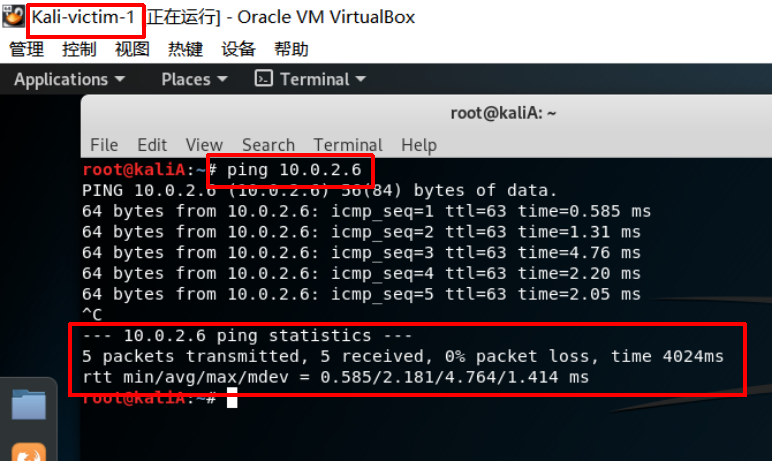 Kali-victim-1 [正在运行] - Oracle VM VirtualBox
管理 控制 视图 热键 设备 帮助
Applications Places Terminal
root@kaliA: ~
File Edit View Search Terminal Help
root@kaliA:~# ping 10.0.2.6
PING 10.0.2.6 (10.0.2.6) 56(84) bytes of data.
64 bytes from 10.0.2.6: icmp_seq=1 ttl=63 time=0.585 ms
64 bytes from 10.0.2.6: icmp_seq=2 ttl=63 time=1.31 ms
64 bytes from 10.0.2.6: icmp_seq=3 ttl=63 time=4.76 ms
64 bytes from 10.0.2.6: icmp_seq=4 ttl=63 time=2.20 ms
64 bytes from 10.0.2.6: icmp_seq=5 ttl=63 time=2.05 ms
^C
--- 10.0.2.6 ping statistics ---
5 packets transmitted, 5 received, 0% packet loss, time 4024ms
rtt min/avg/max/mdev = 0.585/2.181/4.764/1.414 ms
root@kaliA:~#